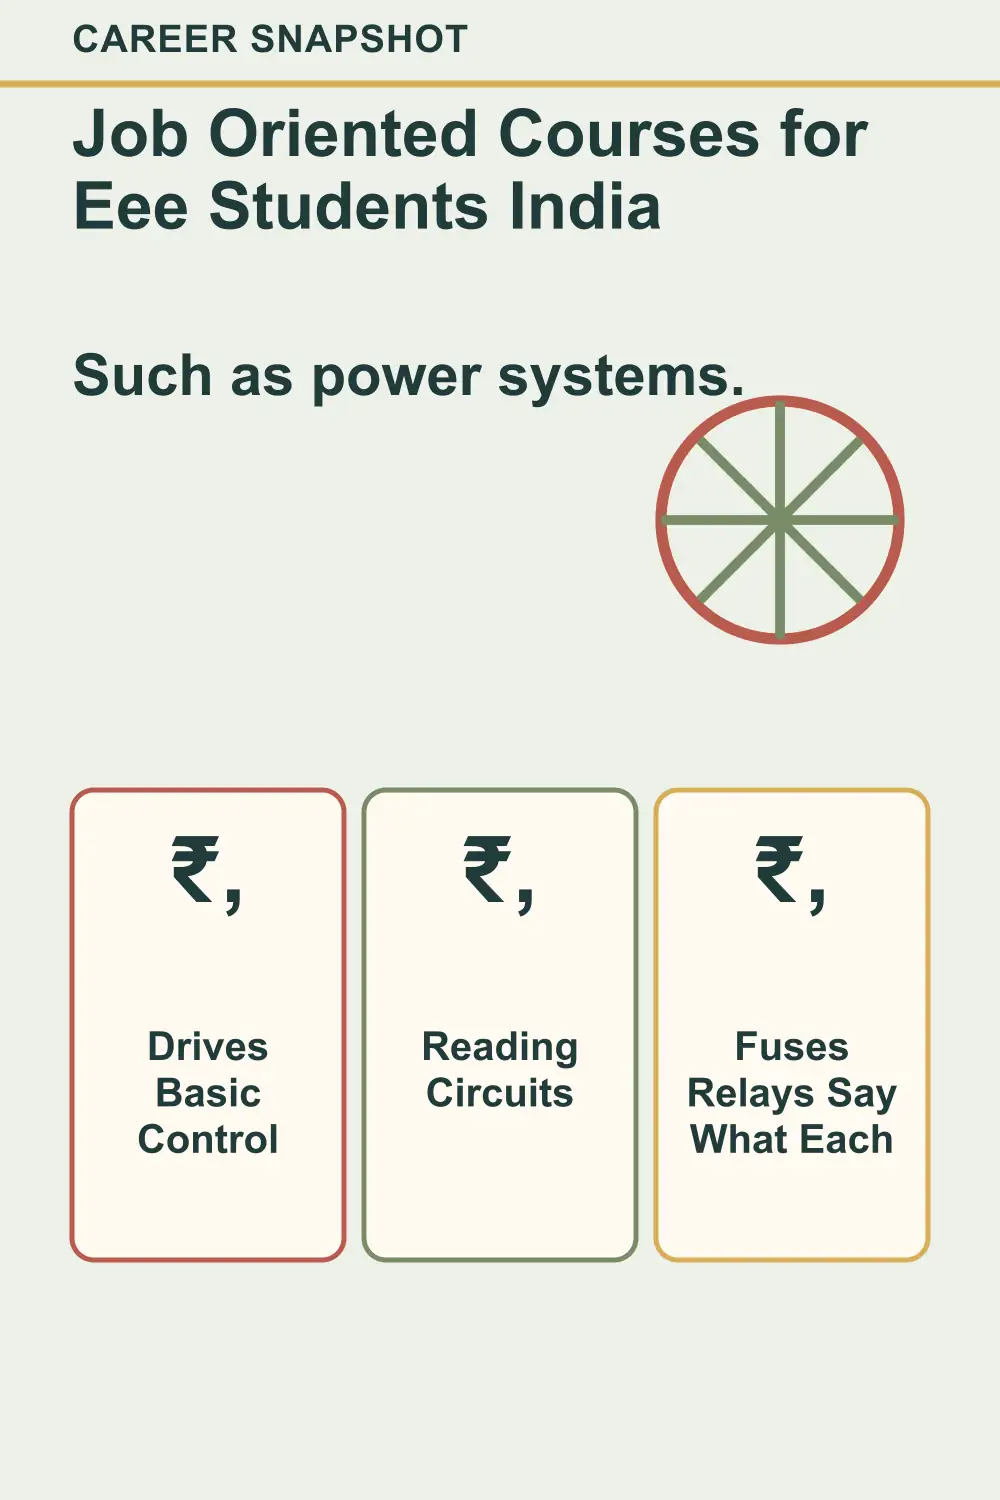 CAREER SNAPSHOT
Job Oriented Courses for
Eee Students India
Such as power systems.
₹,
Drives
Basic
Control
₹,
Reading
Circuits
₹,
Fuses
Relays Say
What Each